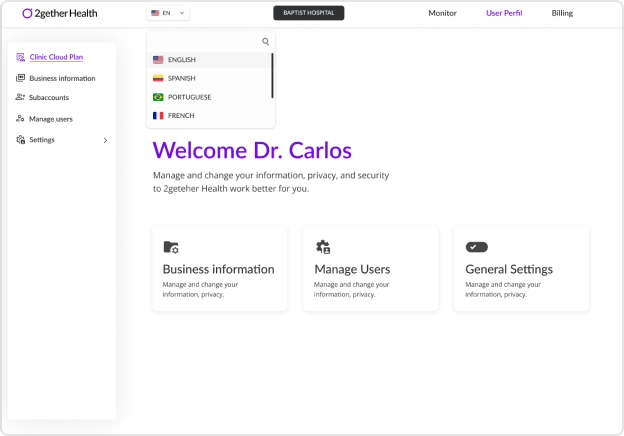 2gether Health
EN
BAPTIST HOSPITAL
Monitor
User Perfil
Billing
Clinic Cloud Plan
Business information
Subaccounts
Manage users
Settings
ENGLISH
SPANISH
PORTUGUESE
FRENCH
Welcome Dr. Carlos
Manage and change your information, privacy, and security
to 2geteher Health work better for you.
Business information
Manage and change your
information, privacy.
Manage Users
Manage and change your
information, privacy.
General Settings
Manage and change your
information, privacy.